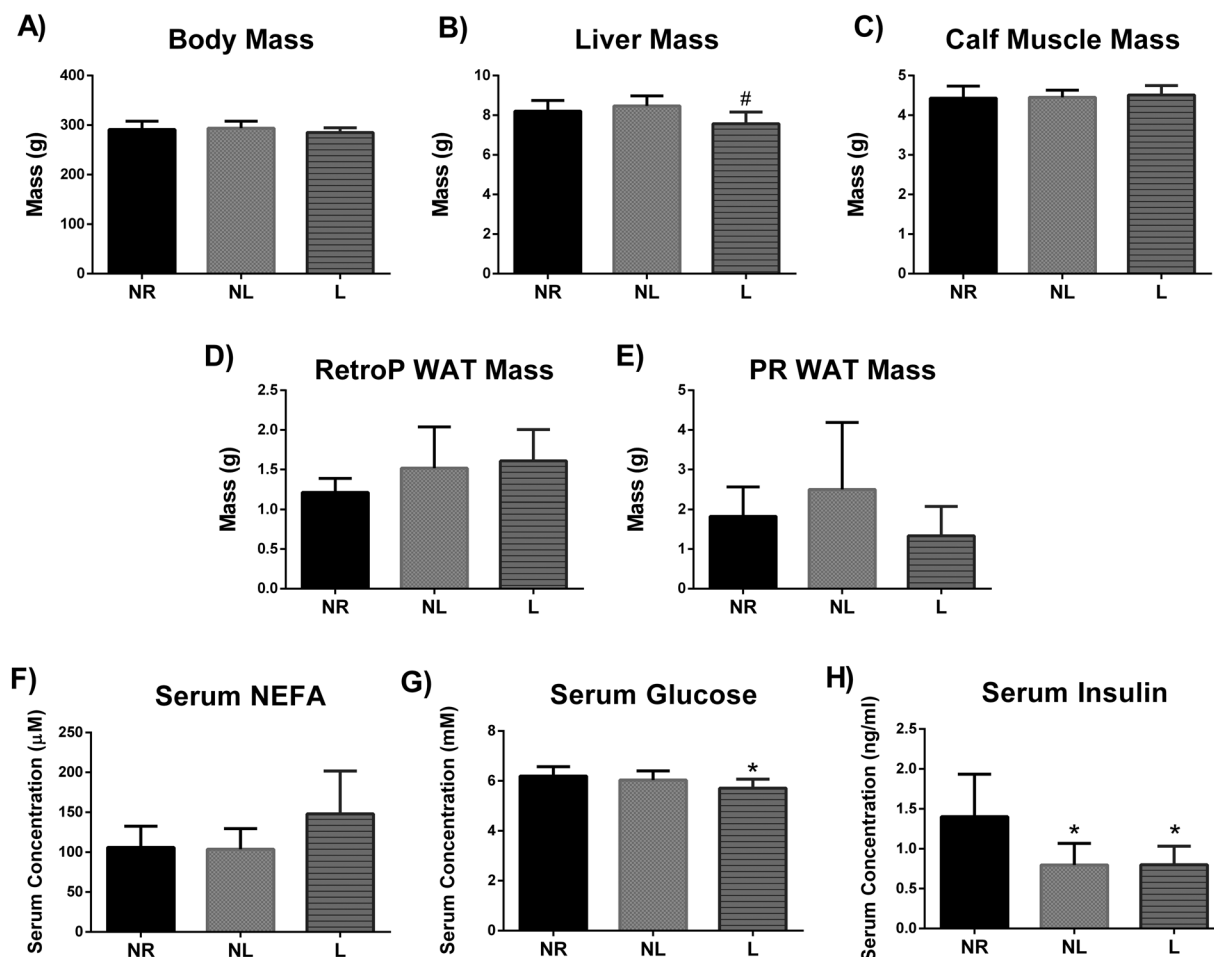 A)
Body Mass
Mass (g)
400
300
200
100
0
NR NL L
B)
Liver Mass
Mass (g)
10
8
6
4
2
0
#
NR NL L
C)
Calf Muscle Mass
Mass (g)
5
4
3
2
1
0
NR NL L
D)
RetroP WAT Mass
Mass (g)
2.5
2.0
1.5
1.0
0.5
0.0
NR NL L
E)
PR WAT Mass
Mass (g)
5
4
3
2
1
0
NR NL L
F)
Serum NEFA
Serum Concentration (μM)
250
200
150
100
50
0
NR NL L
G)
Serum Glucose
Serum Concentration (mM)
8
6
4
2
0
*
NR NL L
H)
Serum Insulin
Serum Concentration (ng/ml)
2.5
2.0
1.5
1.0
0.5
0.0
* *
NR NL L